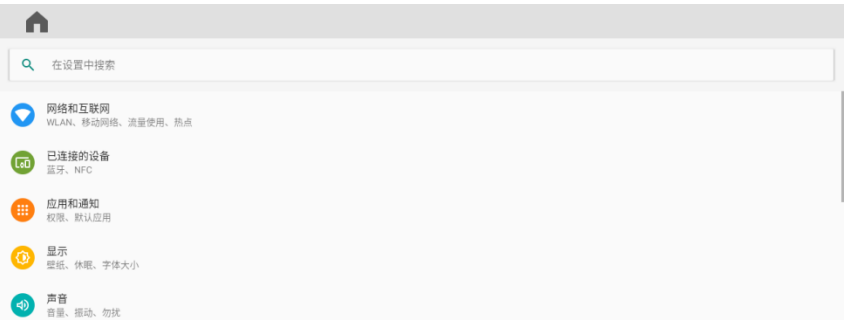 在设置中搜索
网络和互联网
WLAN、移动网络、流量使用、热点
已连接的设备
蓝牙、NFC
应用和通知
权限、默认应用
显示
壁纸、休眠、字体大小
声音
音量、振动、勿扰